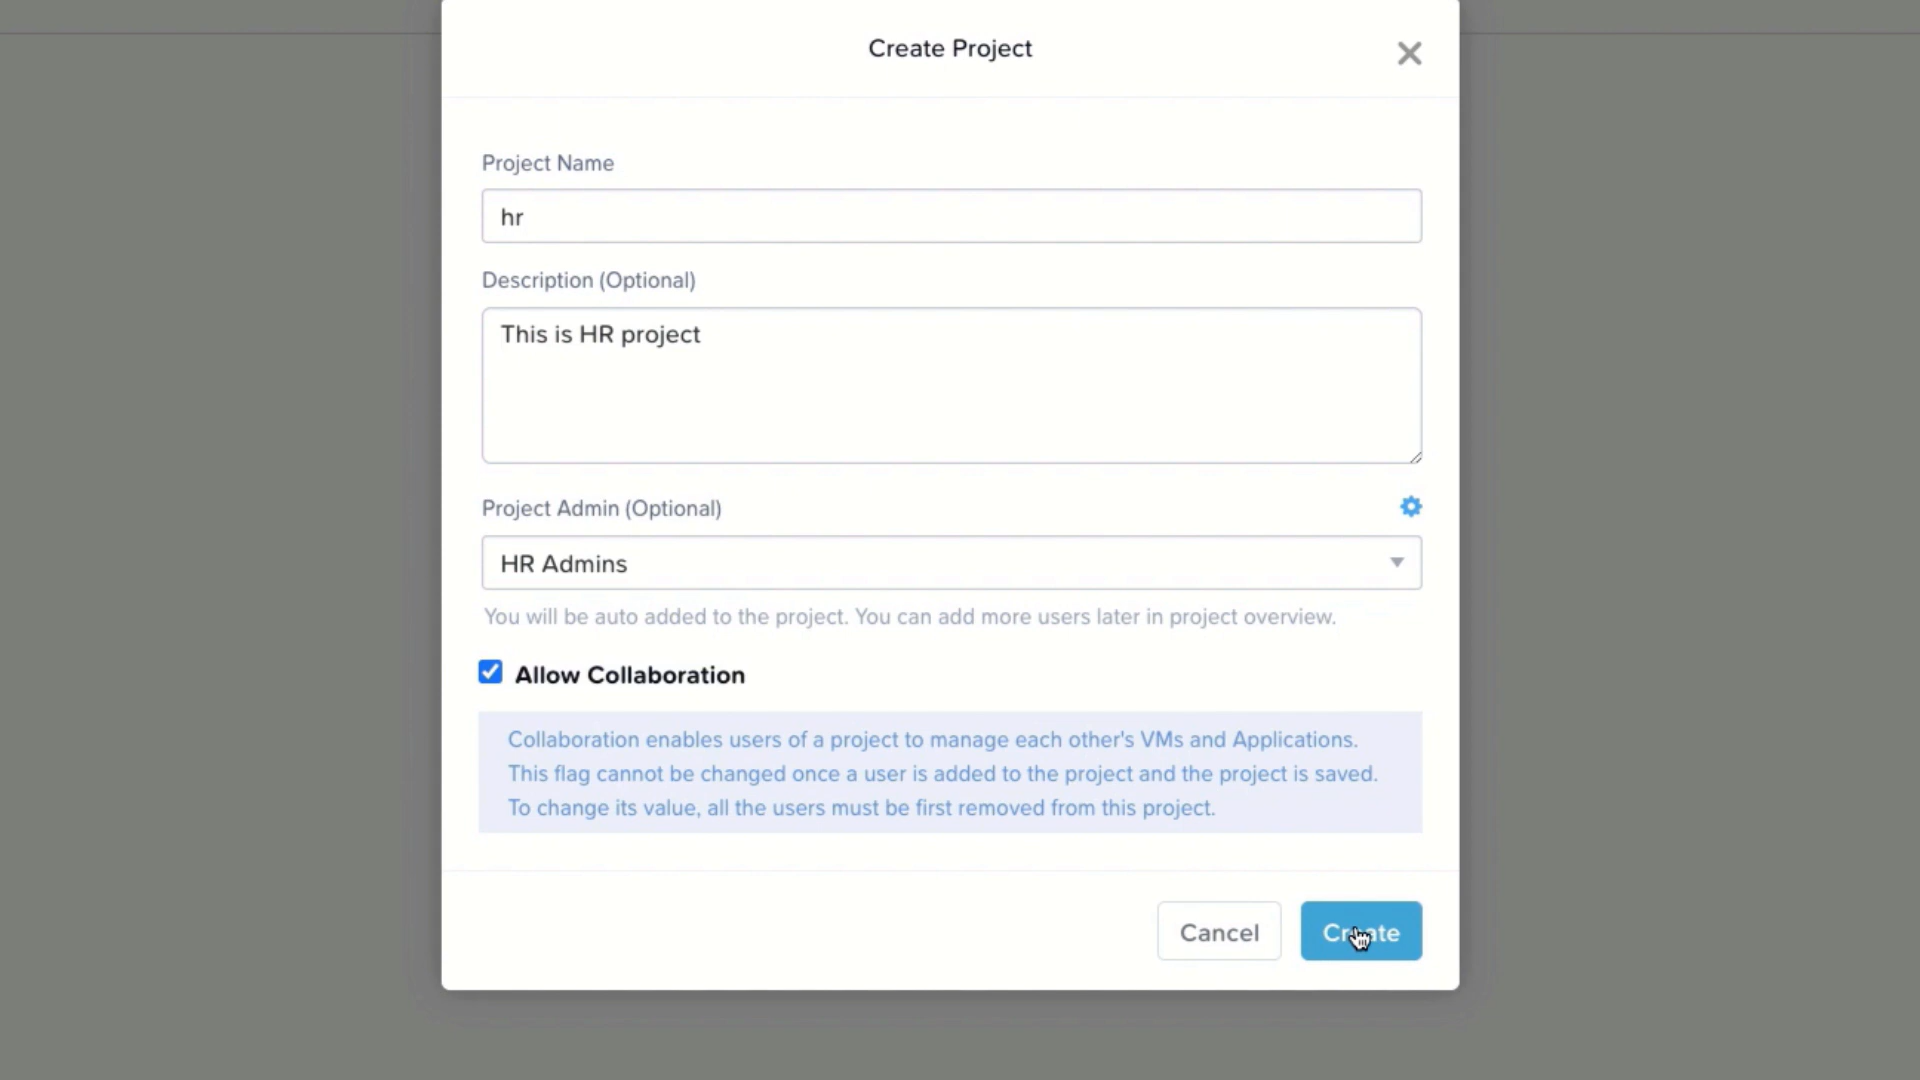 Create Project
Project Name
hr
Description (Optional)
This is HR project
Project Admin (Optional)
HR Admins
You will be auto added to the project. You can add more users later in project overview.
Allow Collaboration
Collaboration enables users of a project to manage each other's VMs and Applications.
This flag cannot be changed once a user is added to the project and the project is saved.
To change its value, all the users must be first removed from this project.
Cancel
Create